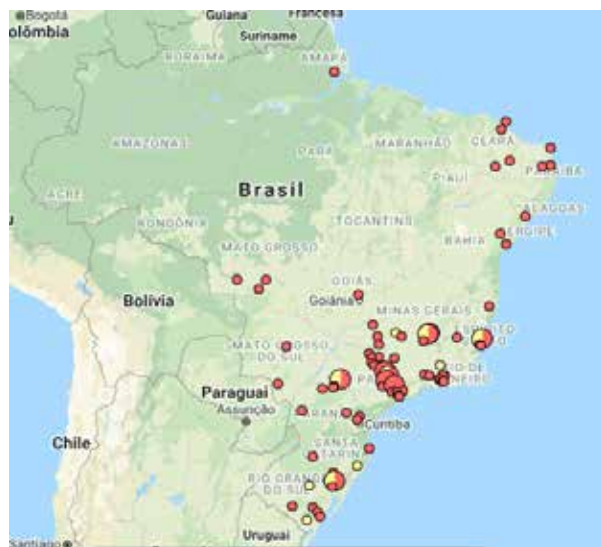 Bogotá
olômbia
Guiana
Suriname
Francesa
RORAIMA
AMAPÁ
AMAZONAS
PARÁ
MARANHÃO
CEARÁ
PARAÍBA
PIAUÍ
ACRE
Brasil
RONDÔNIA
TOCANTINS
ALAGOAS
SERGIPE
BAHIA
MATO GROSSO
GOIÁS
Goiânia
Bolívia
MINAS GERAIS
MATO GROSSO
DO SUL
Paraguai
Assunção
Curitiba
Chile
SANTA
RIO GRANDE
DO SUL
Uruguai
Santiago